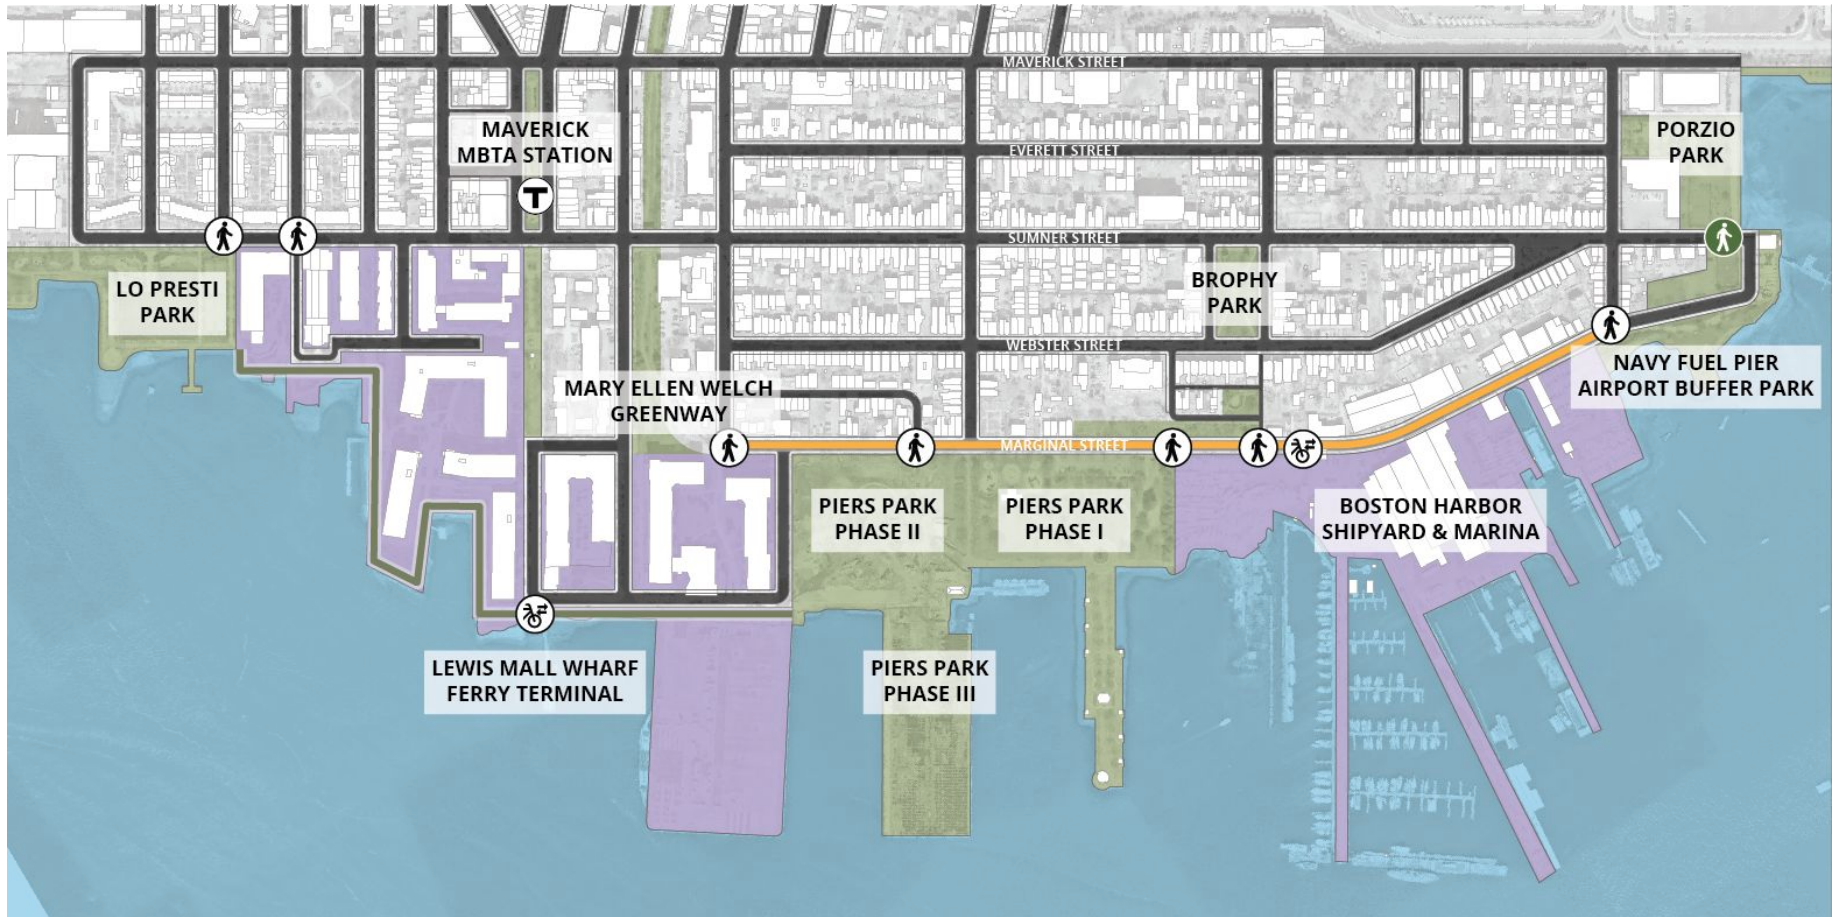 MAVERICK STREET
MAVERICK
MBTA STATION
T
PORZIO
PARK
EVERETT STREET
SUMNER STREET
LO PRESTI
PARK
BROPHY
PARK
WEBSTER STREET
NAVY FUEL PIER
AIRPORT BUFFER PARK
MARY ELLEN WELCH
GREENWAY
MARGINAL STREET
PIERS PARK
PHASE II
PIERS PARK
PHASE I
BOSTON HARBOR
SHIPYARD & MARINA
LEWIS MALL WHARF
FERRY TERMINAL
PIERS PARK
PHASE III